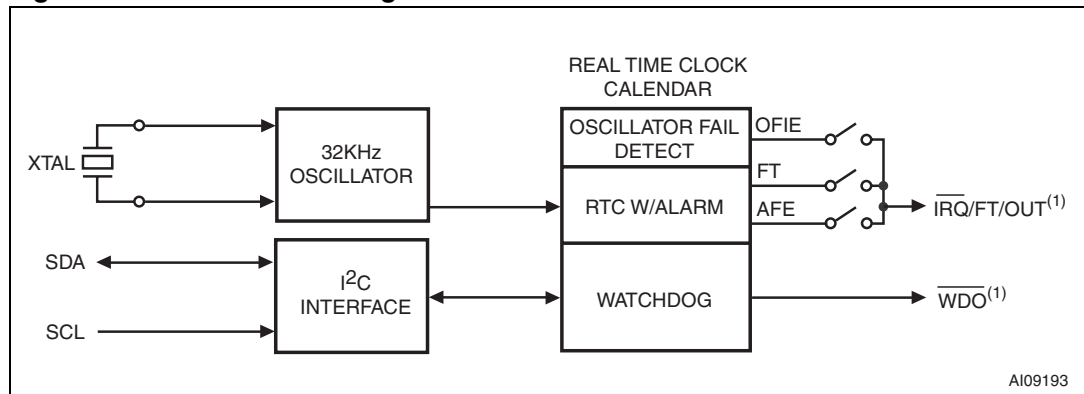 REAL TIME CLOCK
CALENDAR
OSCILLATOR FAIL
DETECT
OFIE
XTAL
32KHz
OSCILLATOR
FT
RTC W/ALARM
AFE
IRQ/FT/OUT(1)
SDA
I2C
INTERFACE
WATCHDOG
WDO(1)
SCL
AI09193